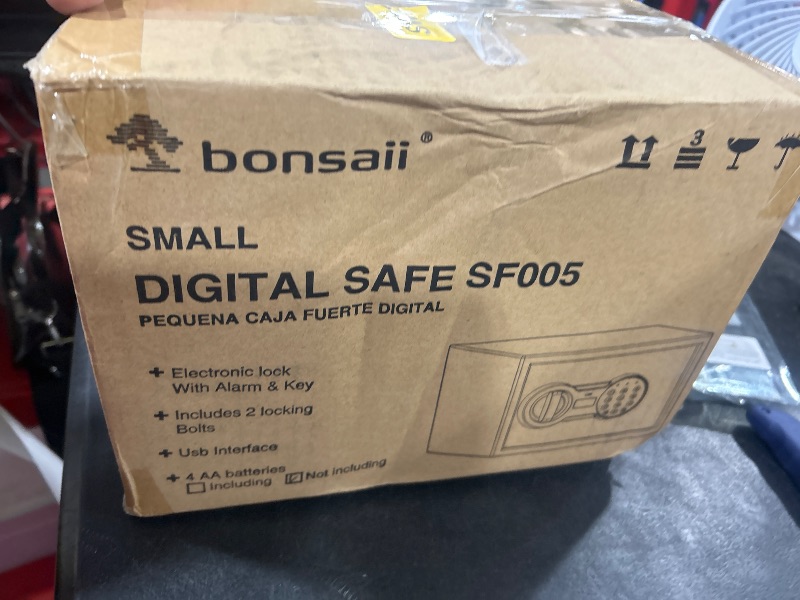 bonsaii®
3
SMALL
DIGITAL SAFE SF005
PEQUENA CAJA FUERTE DIGITAL
+ Electronic lock
With Alarm & Key
+ Includes 2 locking
Bolts
+ Usb Interface
+ 4 AA batteries
☐ Including ☑ Not including